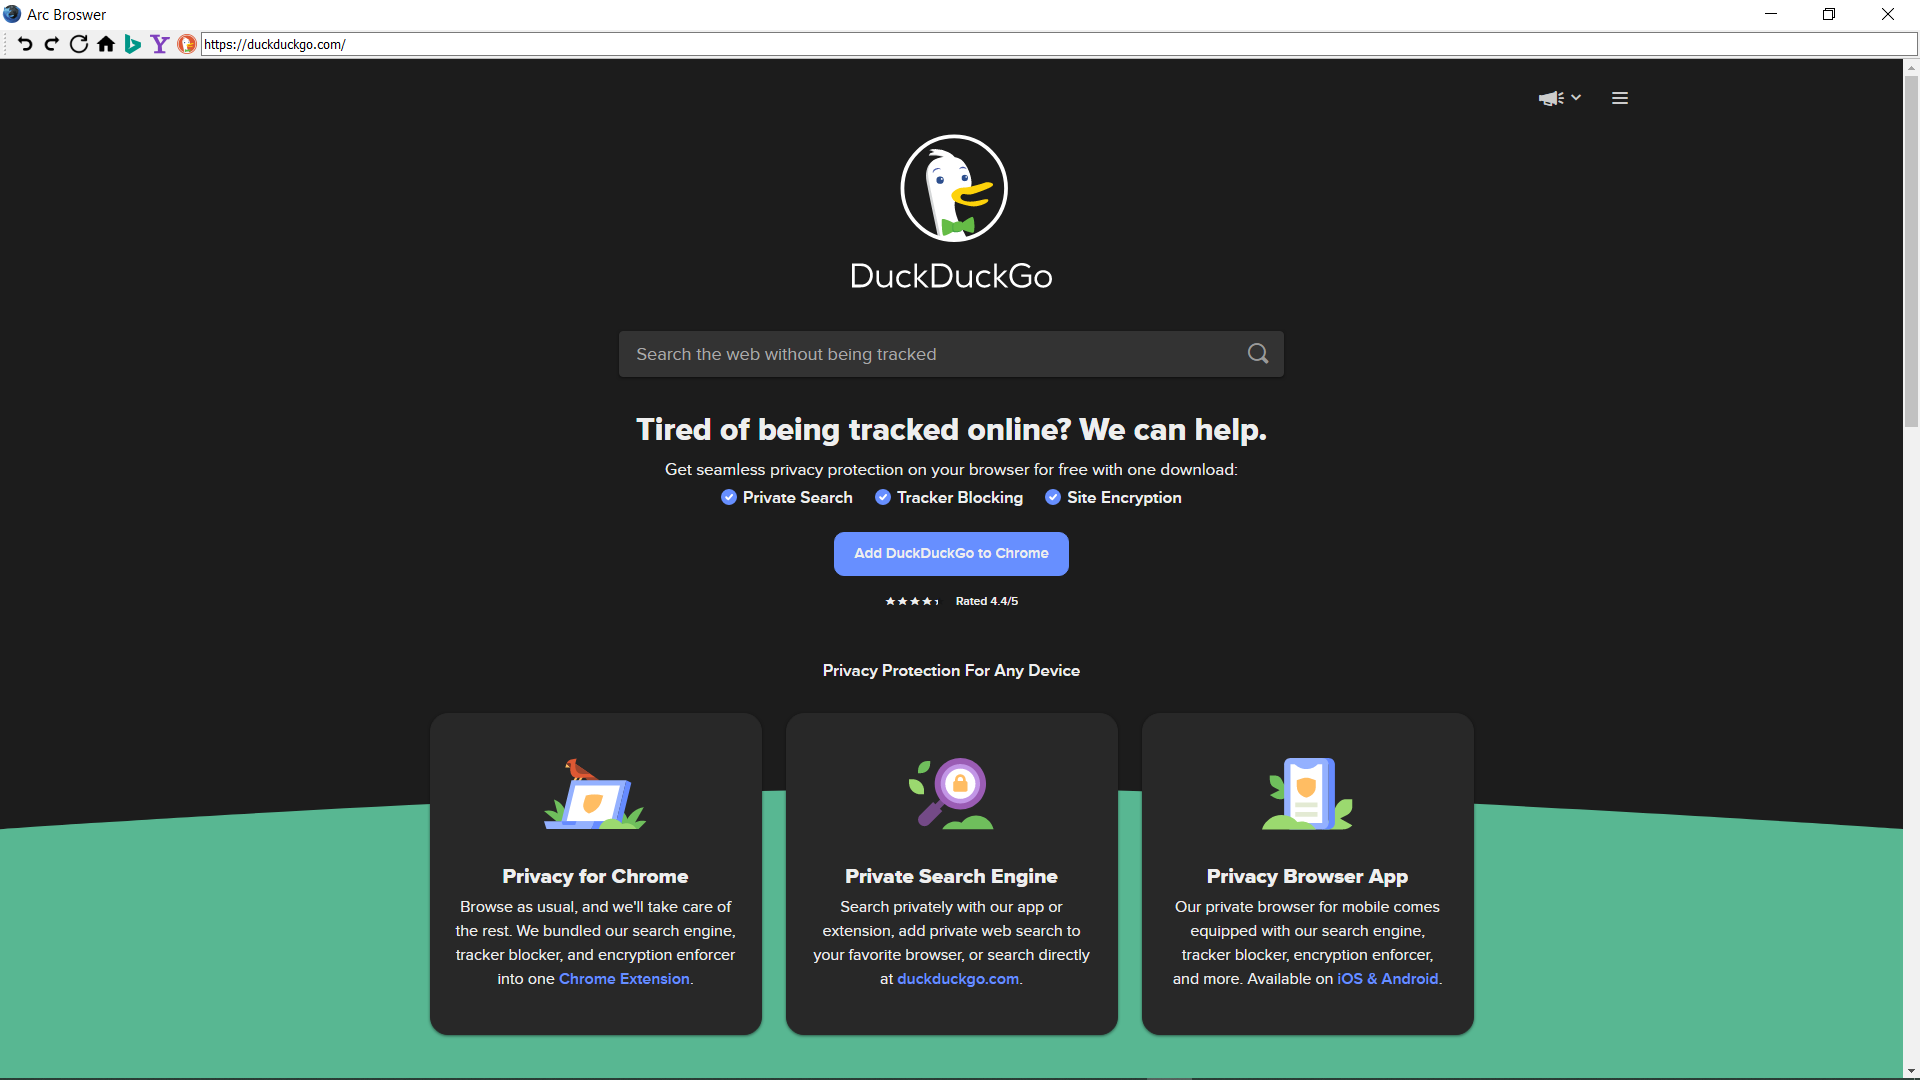 Arc Broswer
https://duckduckgo.com/
DuckDuckGo
Search the web without being tracked
Tired of being tracked online? We can help.
Get seamless privacy protection on your browser for free with one download:
Private Search Tracker Blocking Site Encryption
Add DuckDuckGo to Chrome
Rated 4.4/5
Privacy Protection For Any Device
Privacy for Chrome
Browse as usual, and we'll take care of
the rest. We bundled our search engine,
tracker blocker, and encryption enforcer
into one Chrome Extension.
Private Search Engine
Search privately with our app or
extension, add private web search to
your favorite browser, or search directly
at duckduckgo.com.
Privacy Browser App
Our private browser for mobile comes
equipped with our search engine,
tracker blocker, encryption enforcer,
and more. Available on iOS & Android.